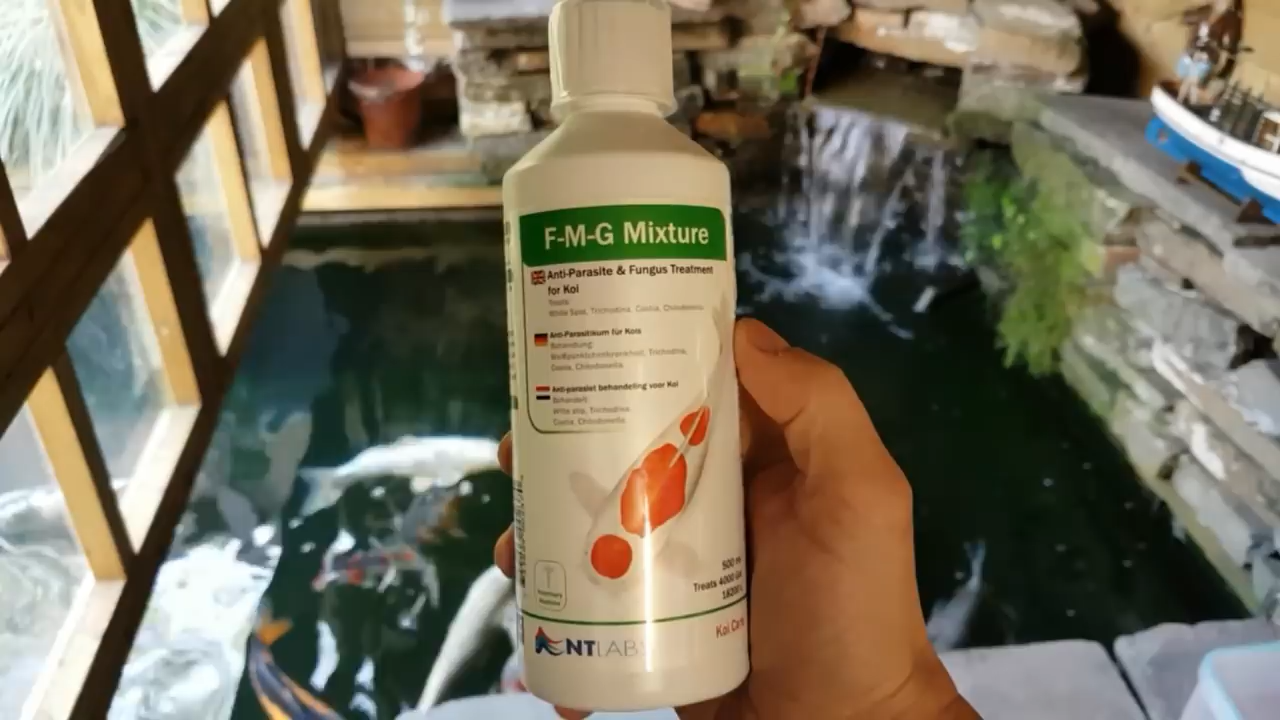 F-M-G Mixture
Anti-Parasite & Fungus Treatment
for Koi
Treats:
White Spot, Trichodina, Costia, Chilodonella
Anti-Parasitikum für Kois
Behandlung:
Trichodina,
Costia, Chilodonella
Anti-parasiet behandeling voor Koi
Behandelt:
Witte stip, Trichodina
Costia, Chilodonella
500 ml
Treats 4000 Gal
NTLABS
Koi Care